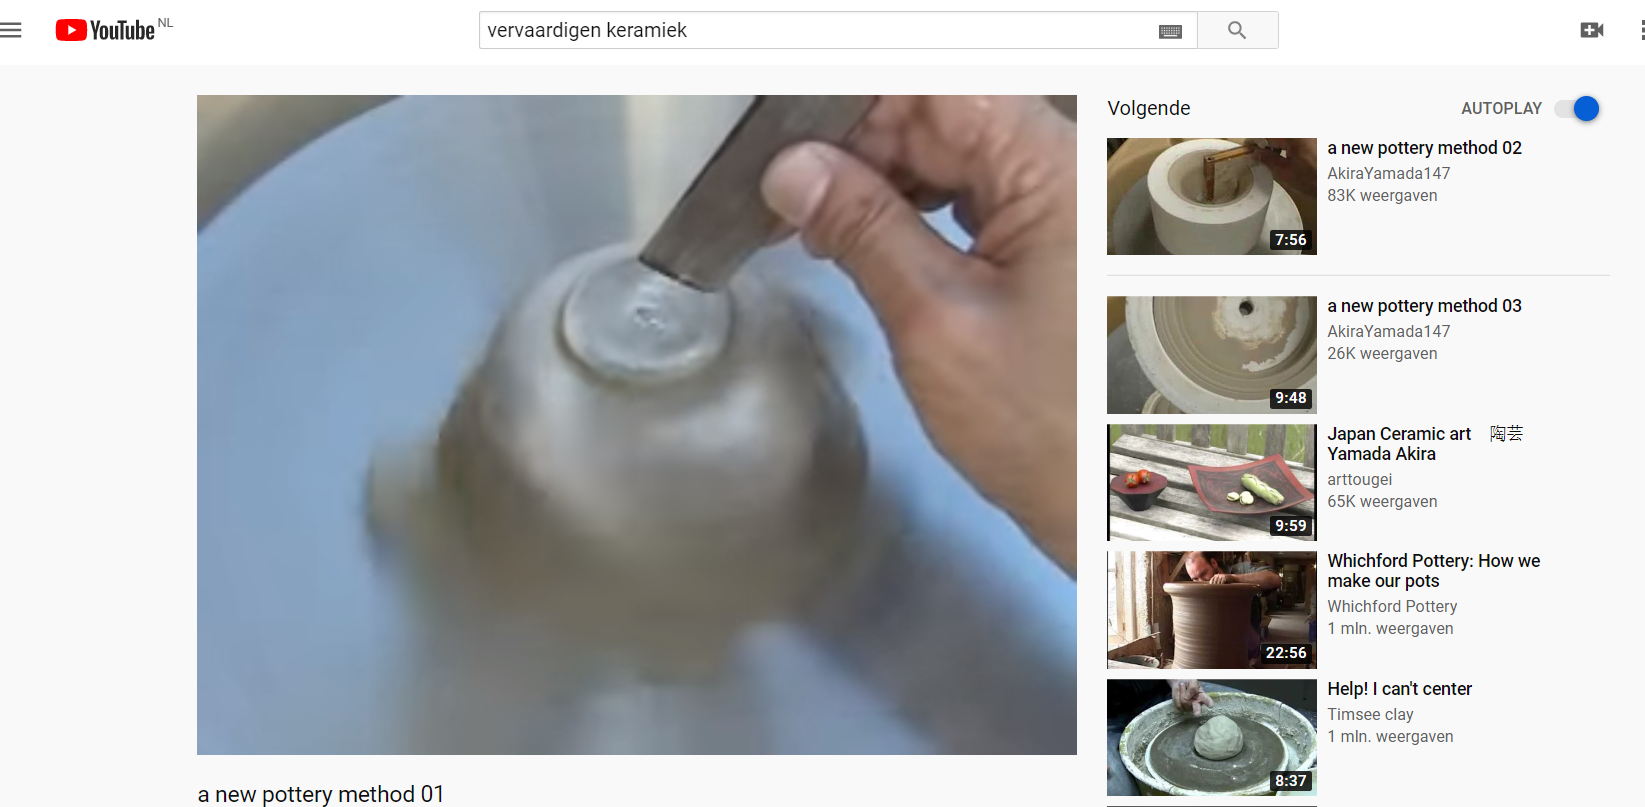 YouTube NL
vervaardigen keramiek
Volgende
AUTOPLAY
a new pottery method 02
AkiraYamada147
83K weergaven
7:56
a new pottery method 03
AkiraYamada147
26K weergaven
9:48
Japan Ceramic art 陶芸
Yamada Akira
arttougei
65K weergaven
9:59
Whichford Pottery: How we
make our pots
Whichford Pottery
1 mln. weergaven
22:56
Help! I can't center
Timsee clay
1 mln. weergaven
8:37
a new pottery method 01